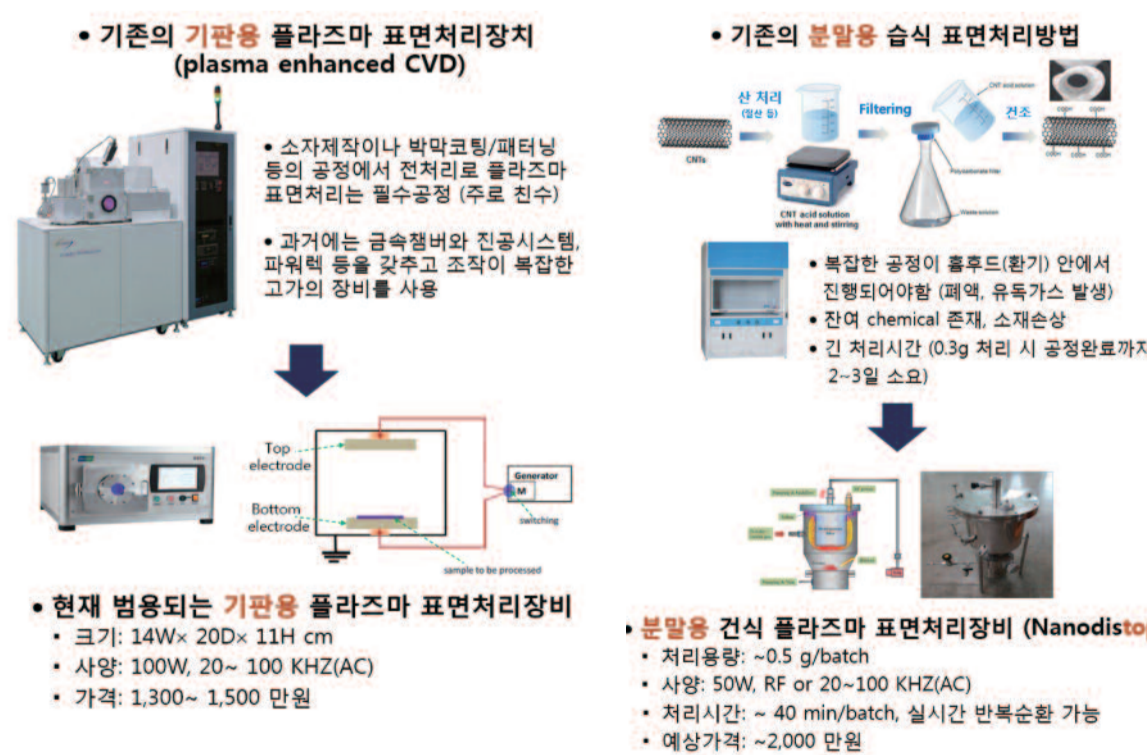 • 기존의 기판용 플라즈마 표면처리장치
(plasma enhanced CVD)
• 소자제작이나 박막코팅/패터닝
등의 공정에서 전처리로 플라즈마
표면처리는 필수공정 (주로 친수)
• 과거에는 금속챔버와 진공시스템,
파워렉 등을 갖추고 조작이 복잡한
고가의 장비를 사용
Top
electrode
Bottom
electrode
Generator
M
switching
sample to be processed
• 현재 범용되는 기판용 플라즈마 표면처리장비
▪ 크기: 14W× 20D× 11H cm
▪ 사양: 100W, 20~ 100 KHZ(AC)
▪ 가격: 1,300~ 1,500 만원
• 기존의 분말용 습식 표면처리방법
산 처리
(질산 등)
Filtering
건조
CNT acid solution
CNTs
COOH COOH
COOH COOH COOH
Polycarbonate filter
Waste solution
CNT acid solution
with heat and stirring
• 복잡한 공정이 흄후드(환기) 안에서
진행되어야함 (폐액, 유독가스 발생)
• 잔여 chemical 존재, 소재손상
• 긴 처리시간 (0.3g 처리 시 공정완료까지
2~3일 소요)
• 분말용 건식 플라즈마 표면처리장비 (Nanodisto
▪ 처리용량: ~0.5 g/batch
▪ 사양: 50W, RF or 20~100 KHZ(AC)
▪ 처리시간: ~ 40 min/batch, 실시간 반복순환 가능
▪ 예상가격: ~2,000 만원